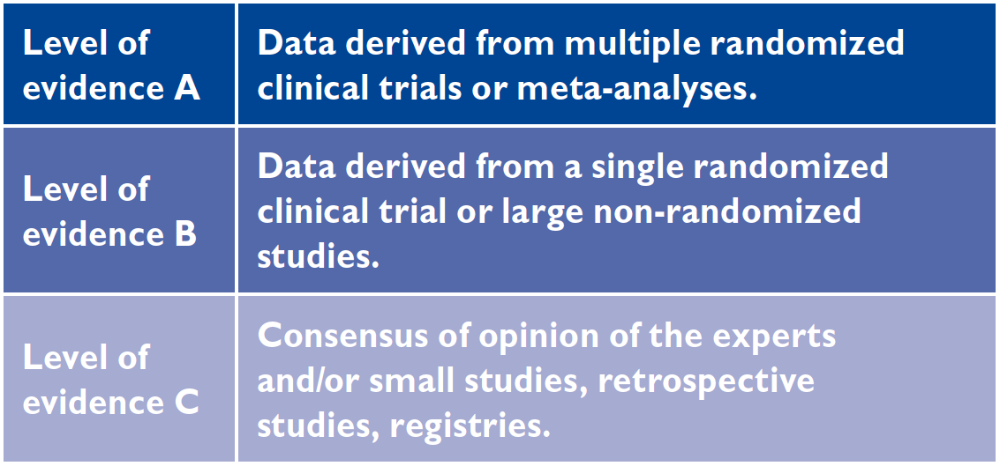 Level of
evidence A
Data derived from multiple randomized
clinical trials or meta-analyses.
Level of
evidence B
Data derived from a single randomized
clinical trial or large non-randomized
studies.
Level of
evidence C
Consensus of opinion of the experts
and/or small studies, retrospective
studies, registries.